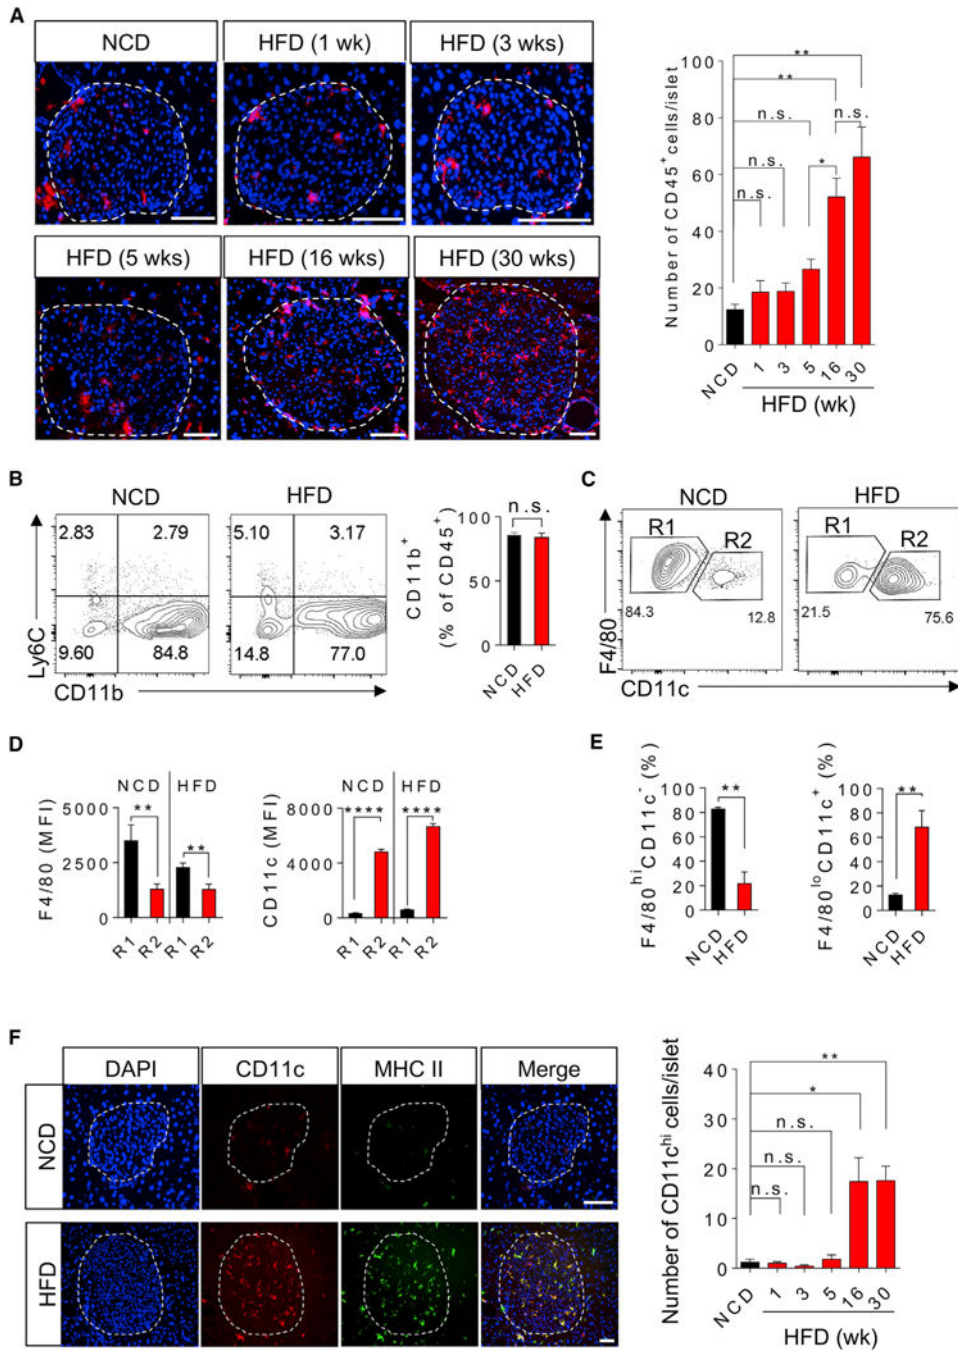 A
NCD
HFD (1 wk)
HFD (3 wks)
HFD (5 wks)
HFD (16 wks)
HFD (30 wks)
Number of CD45+ cells/islet
100
80
60
40
20
0
**
**
n.s.
n.s.
n.s.
n.s.
*
NCD
1
3
5
16
30
HFD (wk)
B
NCD
HFD
2.83
2.79
9.60
84.8
5.10
3.17
14.8
77.0
Ly6C
CD11b
CD11b+
(% of CD45+)
100
50
0
n.s.
NCD
HFD
C
NCD
HFD
R1
R2
84.3
12.8
R1
R2
21.5
75.6
F4/80
CD11c
D
NCD
HFD
F4/80 (MFI)
5000
2500
0
**
**
R1
R2
R1
R2
NCD
HFD
CD11c (MFI)
8000
4000
0
****
****
R1
R2
R1
R2
E
F4/80hiCD11c- (%)
100
80
60
40
20
0
**
NCD
HFD
F4/80loCD11c+ (%)
100
80
60
40
20
0
**
NCD
HFD
F
DAPI
CD11c
MHC II
Merge
NCD
HFD
Number of CD11chi cells/islet
40
30
20
10
0
**
*
n.s.
n.s.
n.s.
NCD
1
3
5
16
30
HFD (wk)